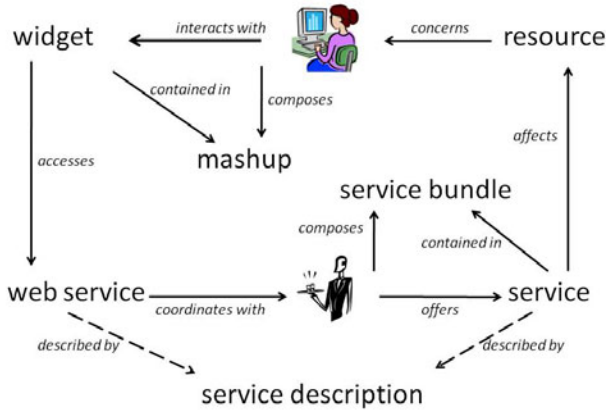 widget
interacts with
concerns
resource
contained in
composes
mashup
accesses
affects
service bundle
composes
contained in
web service
coordinates with
offers
service
described by
described by
service description